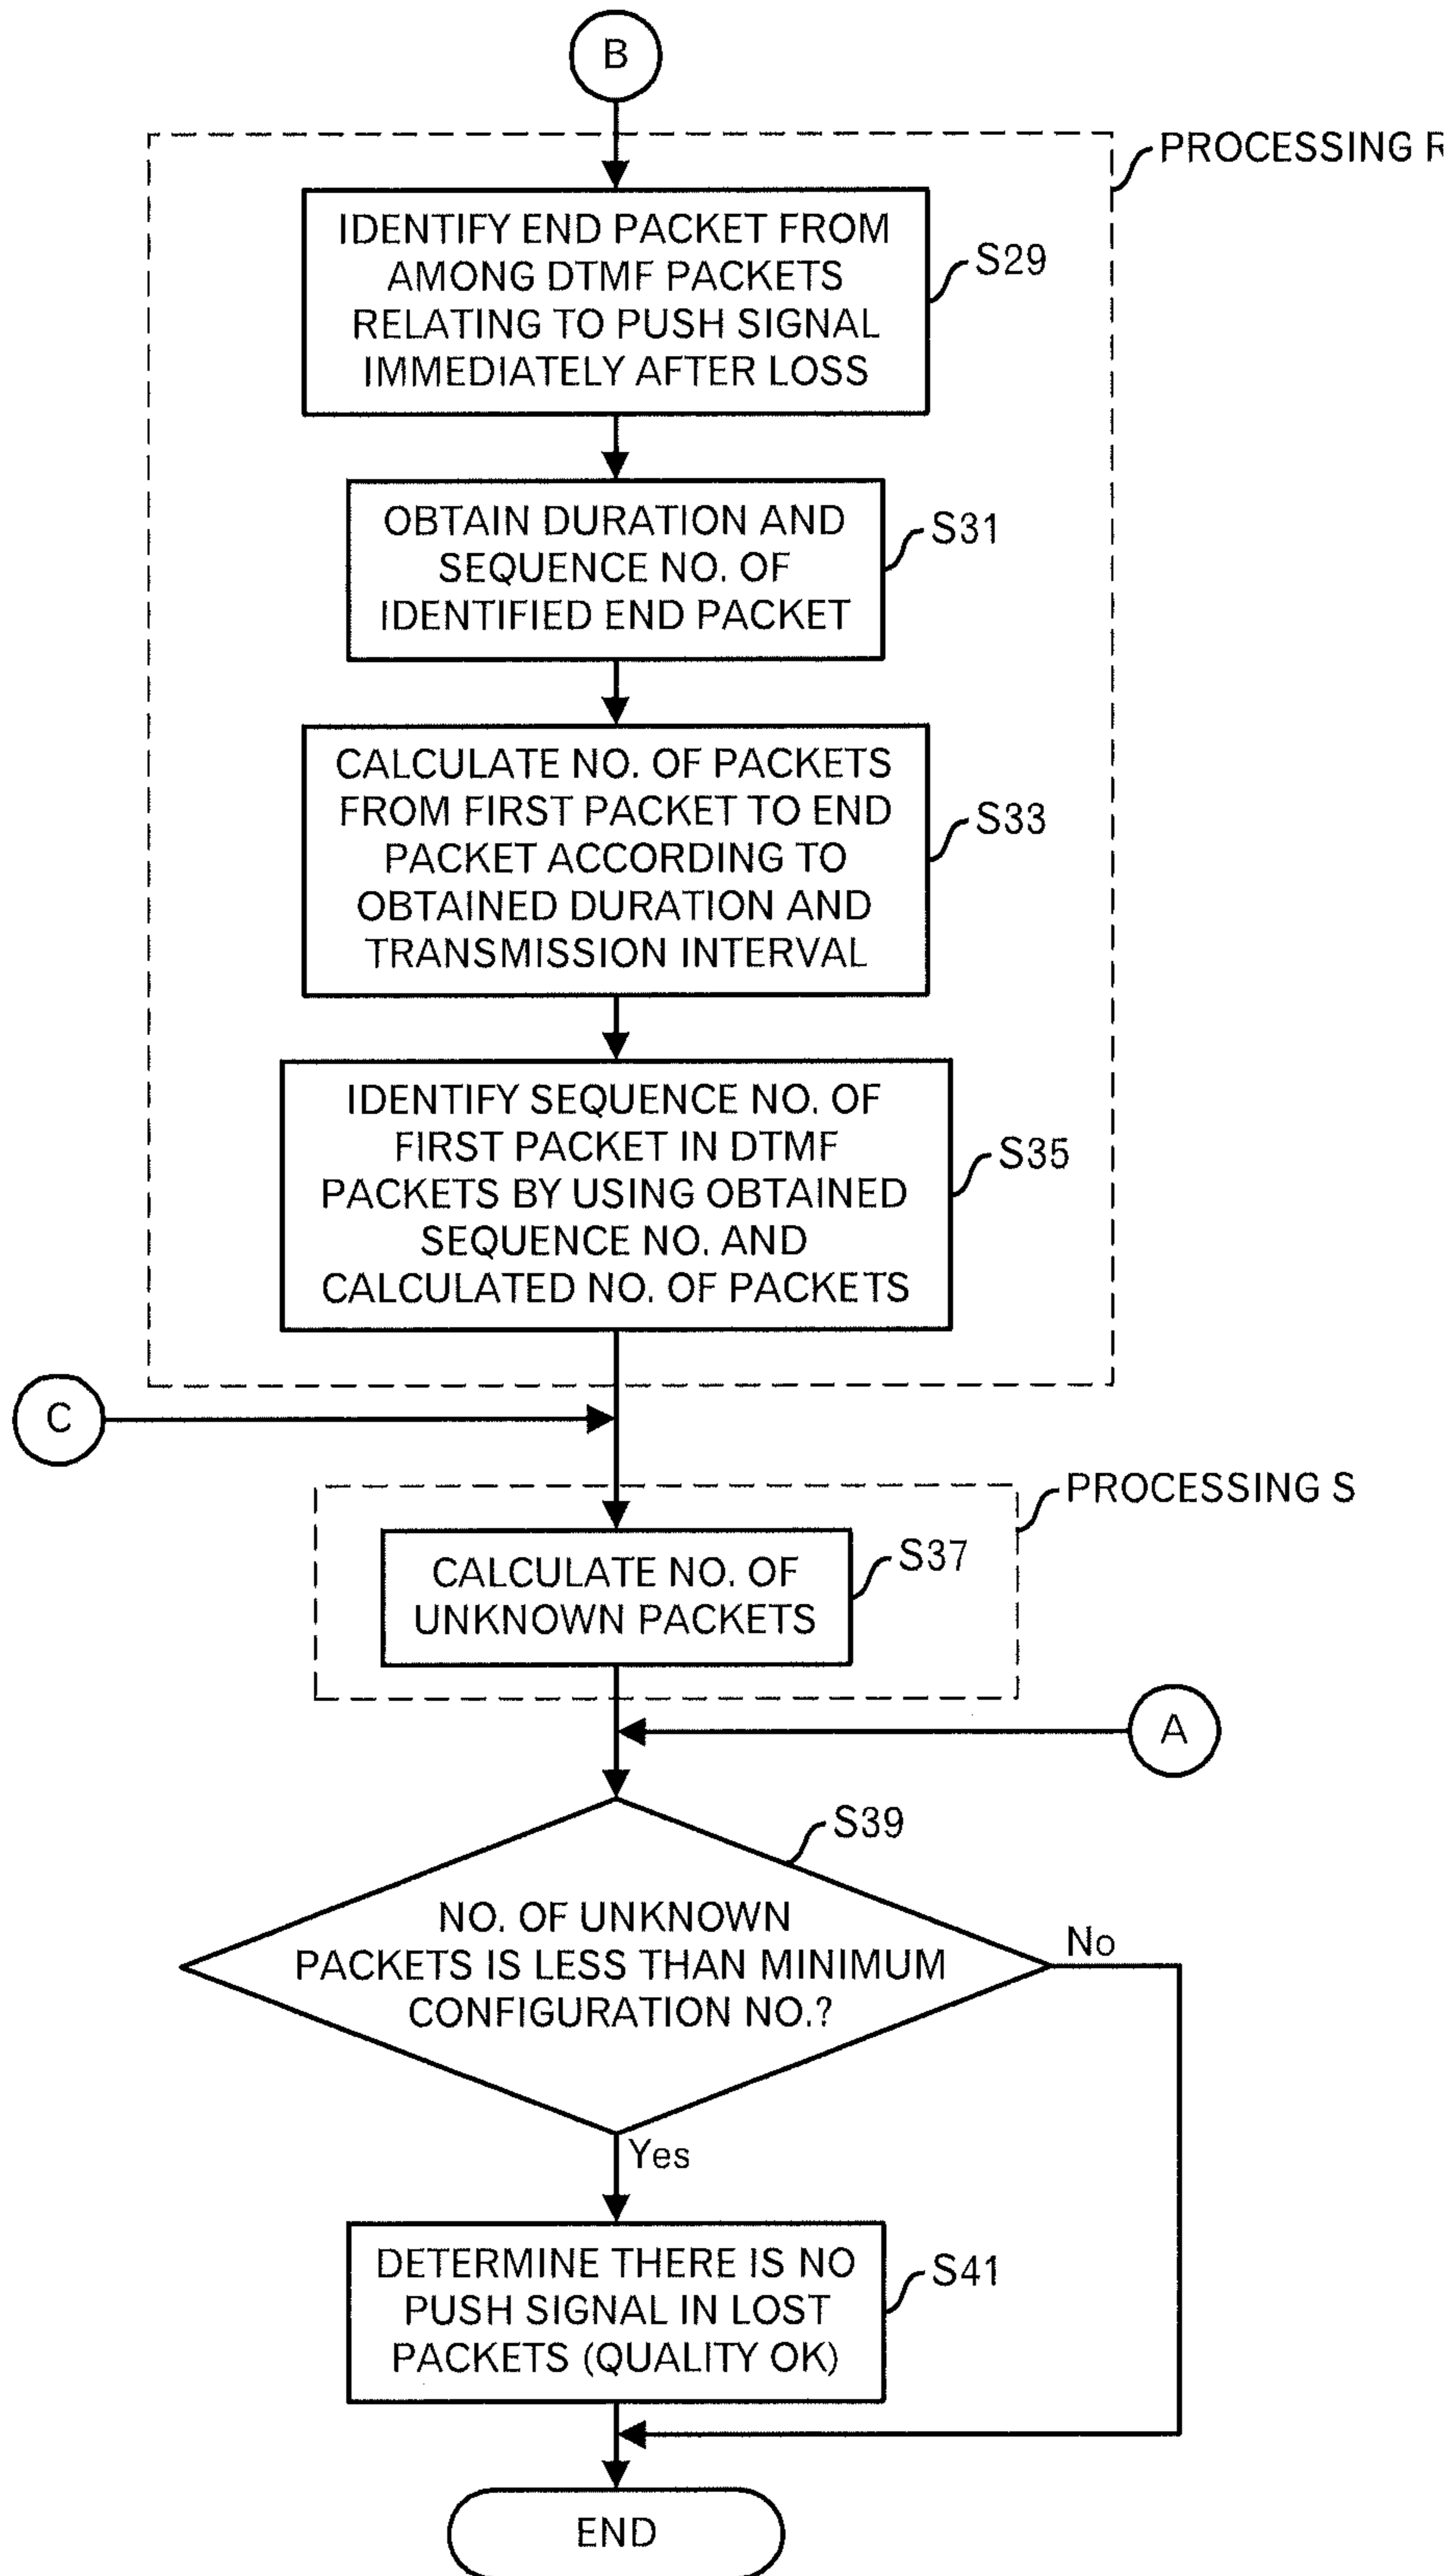 B
PROCESSING R
IDENTIFY END PACKET FROM
AMONG DTMF PACKETS
RELATING TO PUSH SIGNAL
IMMEDIATELY AFTER LOSS
S29
OBTAIN DURATION AND
SEQUENCE NO. OF
IDENTIFIED END PACKET
S31
CALCULATE NO. OF PACKETS
FROM FIRST PACKET TO END
PACKET ACCORDING TO
OBTAINED DURATION AND
TRANSMISSION INTERVAL
S33
IDENTIFY SEQUENCE NO. OF
FIRST PACKET IN DTMF
PACKETS BY USING OBTAINED
SEQUENCE NO. AND
CALCULATED NO. OF PACKETS
S35
C
PROCESSING S
CALCULATE NO. OF
UNKNOWN PACKETS
S37
A
S39
NO. OF UNKNOWN
PACKETS IS LESS THAN MINIMUM
CONFIGURATION NO.?
No
Yes
DETERMINE THERE IS NO
PUSH SIGNAL IN LOST
PACKETS (QUALITY OK)
S41
END